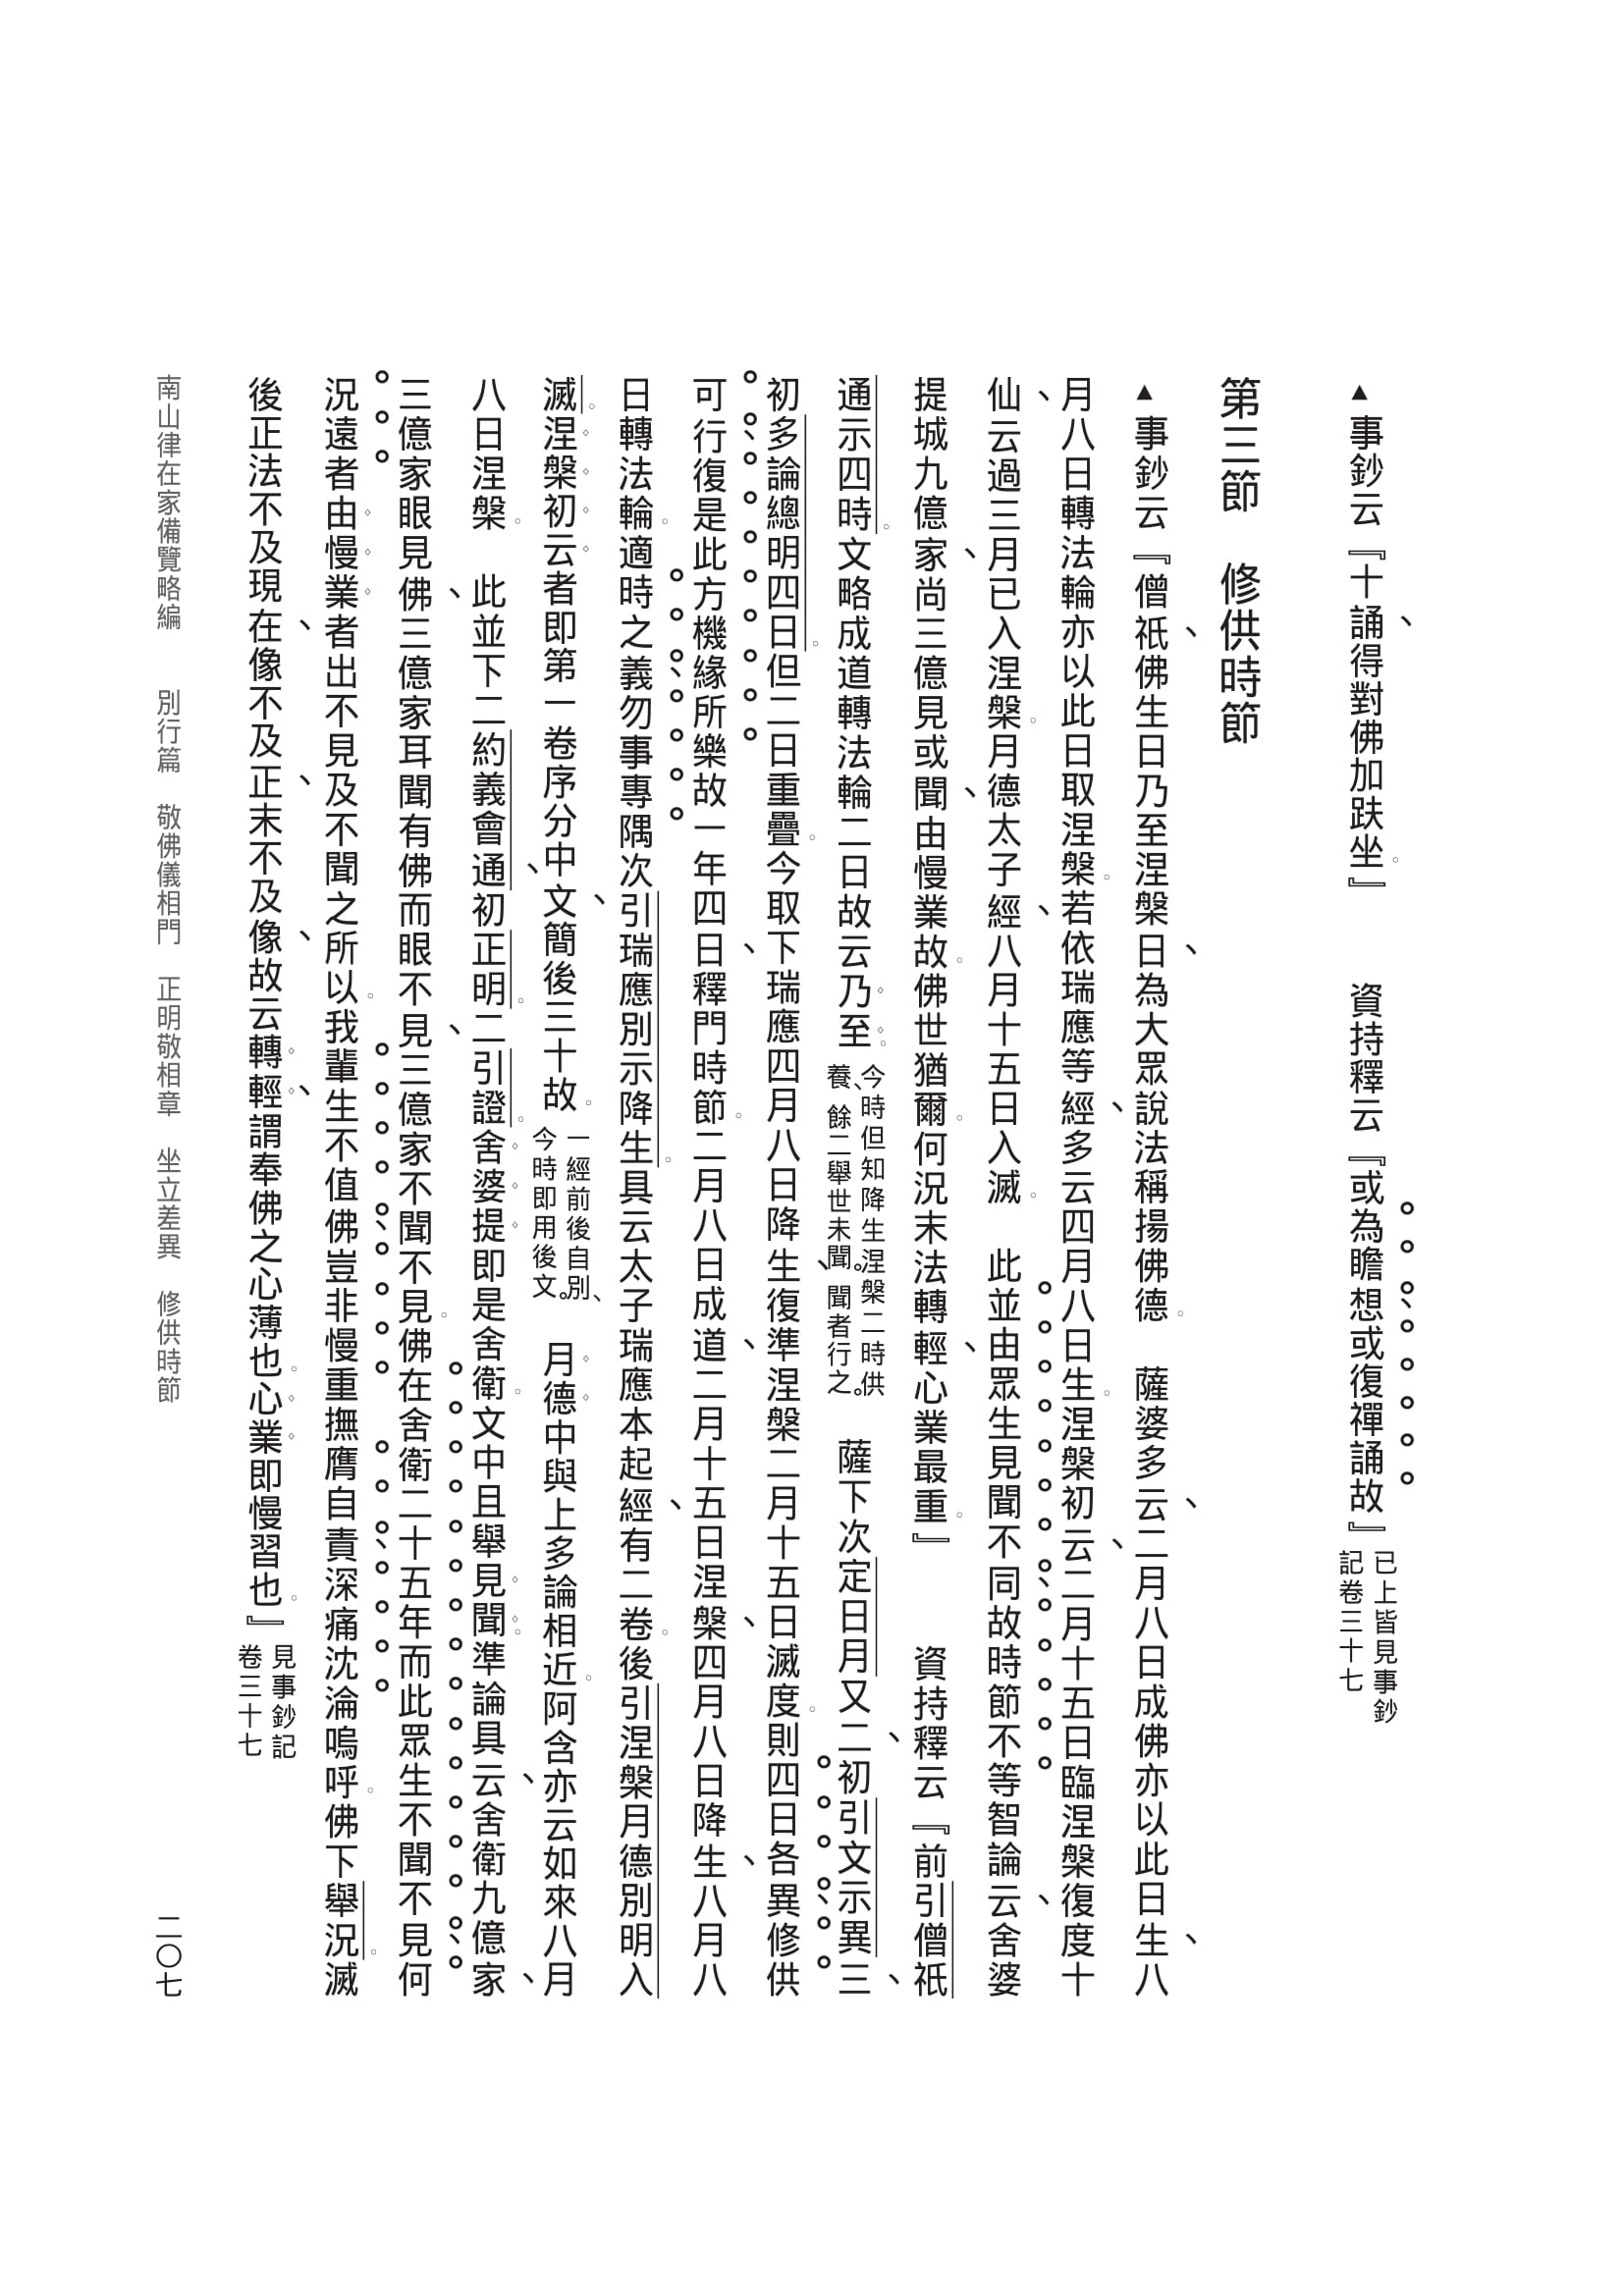 ▲事鈔云『十誦、得對佛加趺坐。』　　資持釋云『或為瞻想、或復禪誦故』已上皆見事鈔記卷三十七
第三節　修供時節
▲事鈔云『僧祇、佛生日乃至涅槃日、為大眾說法稱揚佛德。　薩婆多云、二月八日成佛亦以此日生、八
月八日轉法輪亦以此日取涅槃。若依瑞應等經、多云四月八日生。涅槃初云、二月十五日臨涅槃復度十
仙、云過三月已入涅槃。月德太子經、八月十五日入滅。　此並由眾生見聞不同、故時節不等智論云、舍婆
提城九億家、尚三億見或聞、由慢業故。佛世猶爾。何況末法轉輕、心業最重。』　　資持釋云『前引僧祇
通示四時。文略成道轉法輪二日故云乃至。今時但知降生涅槃二時供養、餘二舉世未聞。聞者行之。　薩下次定日月又二、初引文示異三、
初多論總明四日。但二日重疊。今取下瑞應四月八日降生、復準涅槃二月十五日滅度。則四日各異、修供
可行、復是此方機緣所樂故一年四日、釋門時節。二月八日成道、二月十五日涅槃、四月八日降生、八月八
日轉法輪。適時之義、勿事專隅次引瑞應別示降生。具云太子瑞應本起經、有二卷。後引涅槃月德別明入
滅。涅槃初云者即第一卷序分中文、簡後三十故。一經前後自別、今時即用後文。　月德中與上多論相近。阿含亦云如來八月
八日涅槃。　此並下二約義會通、初正明。二引證。舍婆提即是舍衛。文中且舉見聞。準論具云、舍衛九億家、
三億家眼見佛、三億家耳聞有佛而眼不見、三億家不聞不見。佛在舍衛二十五年而此眾生不聞不見、何
況遠者由慢業者出不見及不聞之所以。我輩生不值佛、豈非慢重撫膺自責、深痛沈淪嗚呼。佛下舉況。滅
後正法不及現在、像不及正、末不及像、故云轉輕、謂奉佛之心薄也。心業即慢習也。』見事鈔記卷三十七
南山律在家備覽略編　　別行篇　敬佛儀相門　正明敬相章　坐立差異　修供時節
二〇七